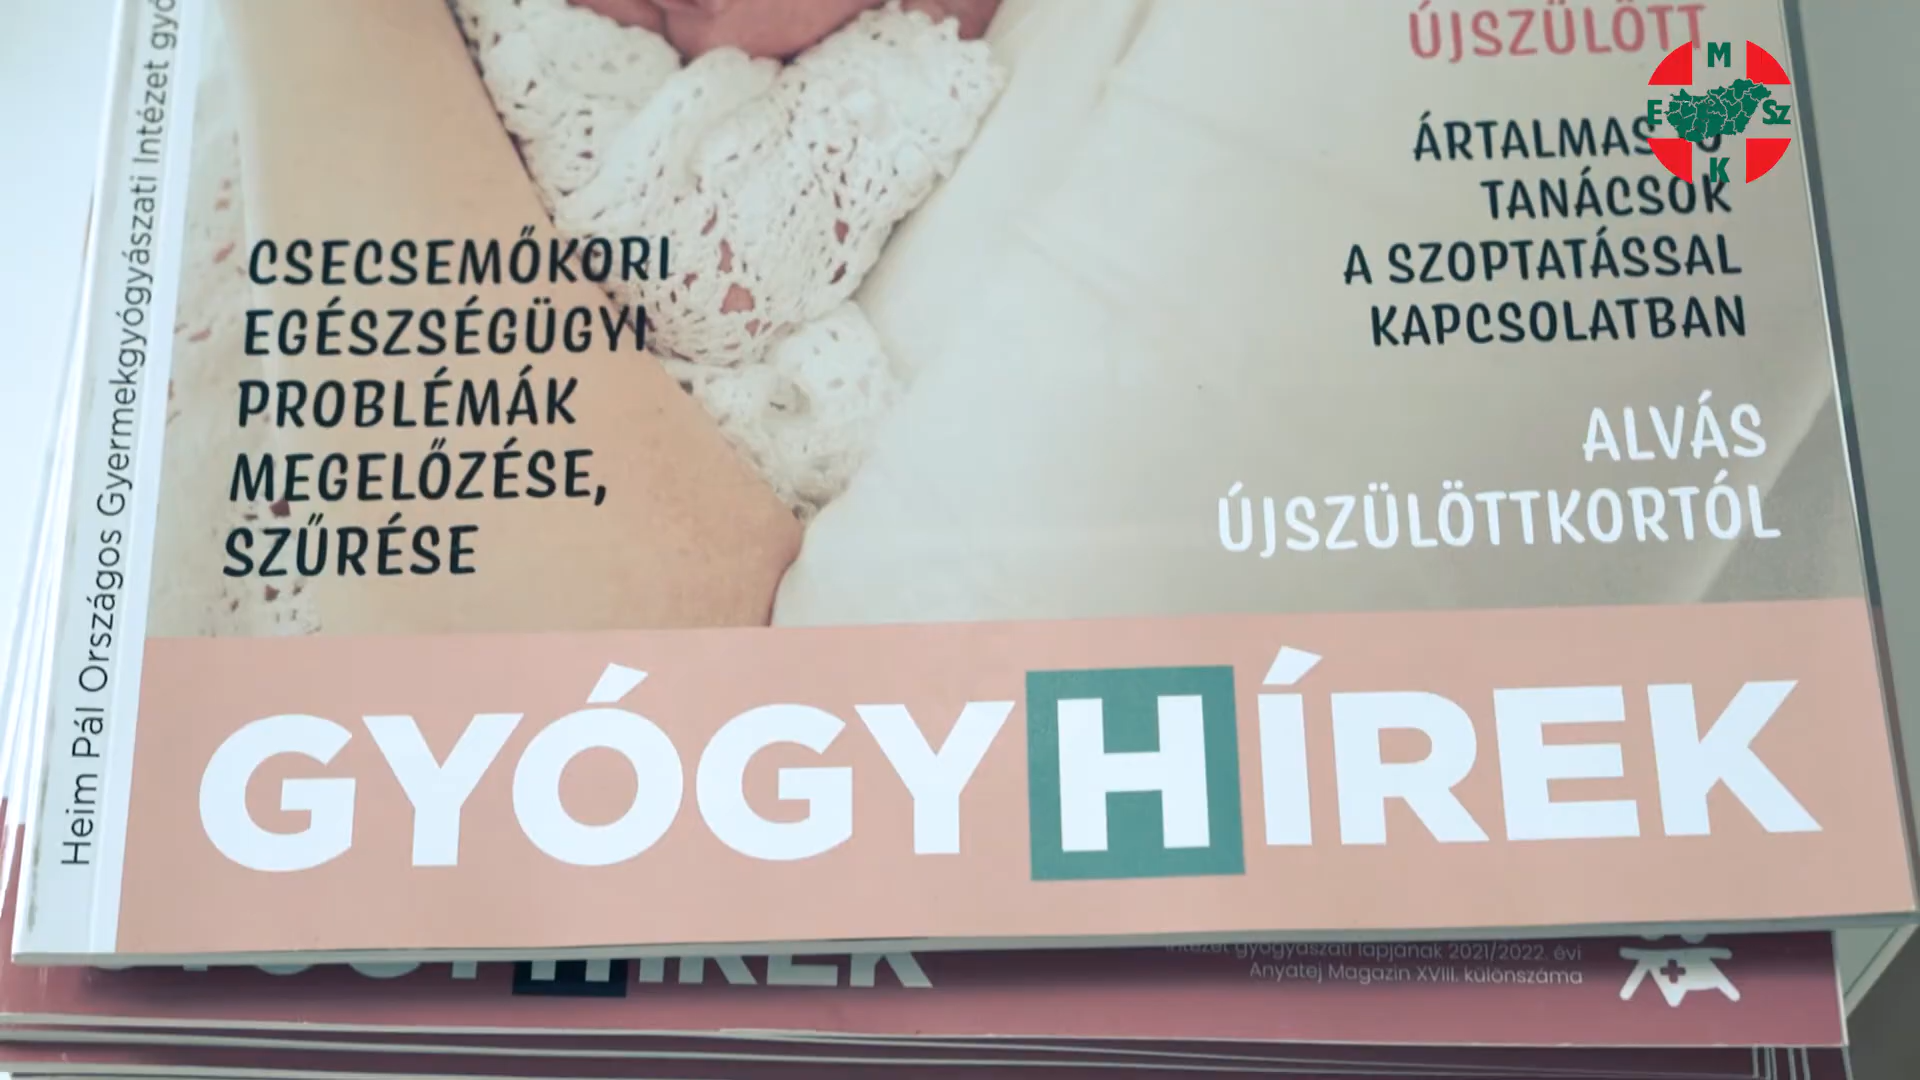 Heim Pál Országos Gyermekgyógyászati Intézet
ÚJSZÜLÖTT
M
E
Sz
K
TANÁCSOK
A SZOPTATÁSSAL
KAPCSOLATBAN
CSECSEMŐKORI
EGÉSZSÉGÜGYI
PROBLÉMÁK
MEGELŐZÉSE,
SZŰRÉSE
ALVÁS
ÚJSZÜLÖTTKORTÓL
GYÓGYHÍREK
Intézet gyógyászati lapjának 2021/2022. évi
Anyatej Magazin XVIII. különszáma